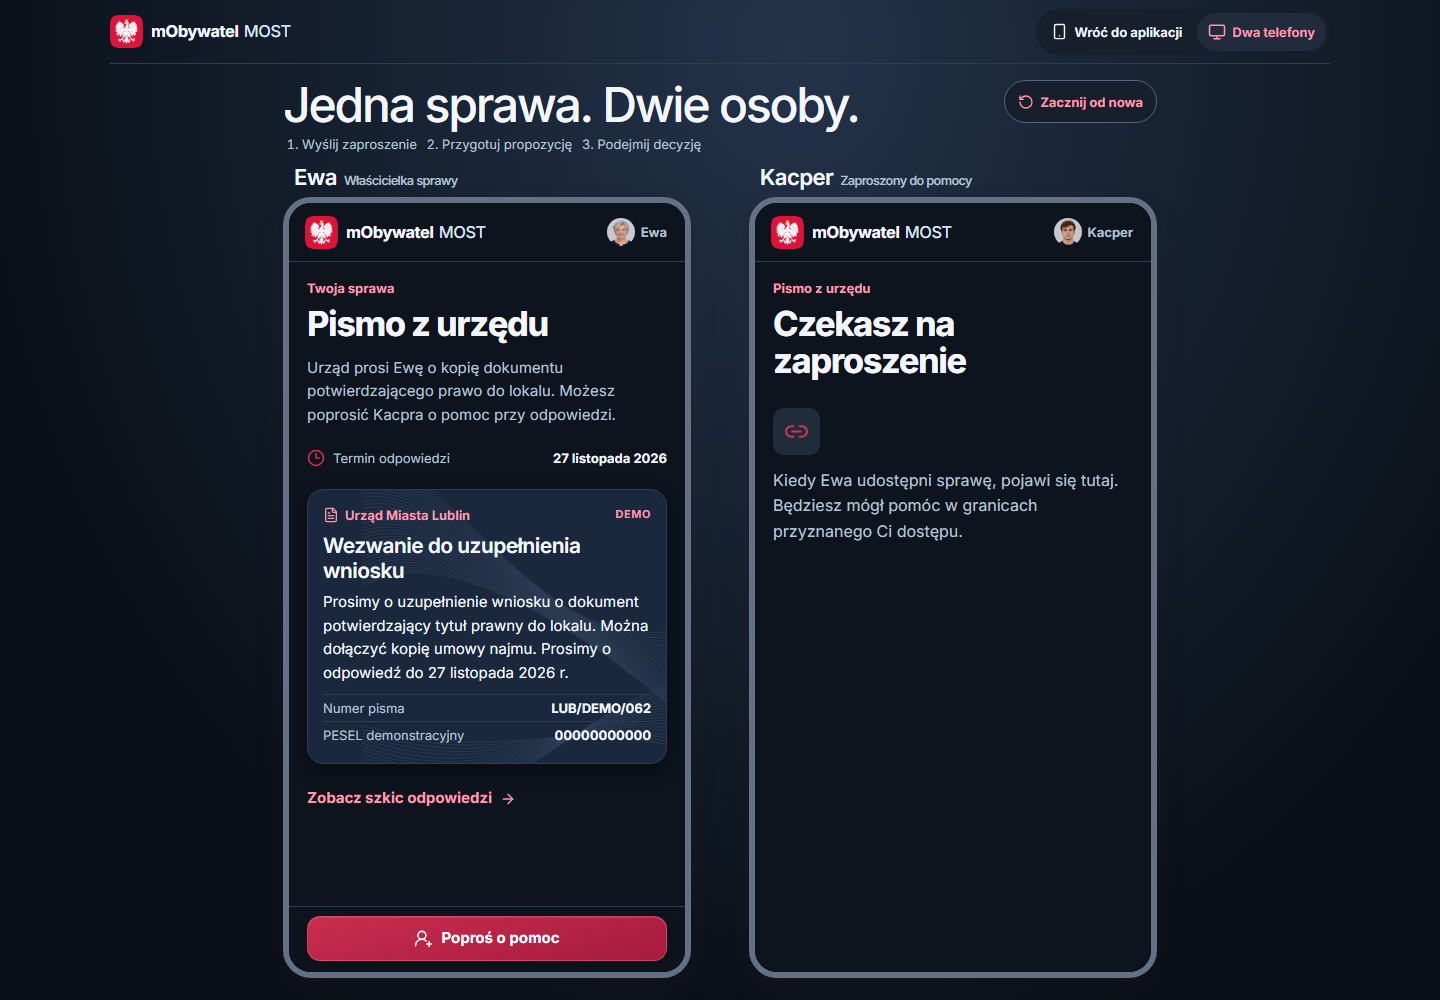 mObywatel MOST
Wróć do aplikacji
Dwa telefony
Jedna sprawa. Dwie osoby.
Zacznij od nowa
1. Wyślij zaproszenie 2. Przygotuj propozycję 3. Podejmij decyzję
Ewa Właścicielka sprawy
mObywatel MOST
Ewa
Twoja sprawa
Pismo z urzędu
Urząd prosi Ewę o kopię dokumentu
potwierdzającego prawo do lokalu. Możesz
poprosić Kacpra o pomoc przy odpowiedzi.
Termin odpowiedzi 27 listopada 2026
Urząd Miasta Lublin DEMO
Wezwanie do uzupełnienia
wniosku
Prosimy o uzupełnienie wniosku o dokument
potwierdzający tytuł prawny do lokalu. Można
dołączyć kopię umowy najmu. Prosimy o
odpowiedź do 27 listopada 2026 r.
Numer pisma LUB/DEMO/062
PESEL demonstracyjny 00000000000
Zobacz szkic odpowiedzi
Poproś o pomoc
Kacper Zaproszony do pomocy
mObywatel MOST
Kacper
Pismo z urzędu
Czekasz na
zaproszenie
Kiedy Ewa udostępni sprawę, pojawi się tutaj.
Będziesz mógł pomóc w granicach
przyznanego Ci dostępu.